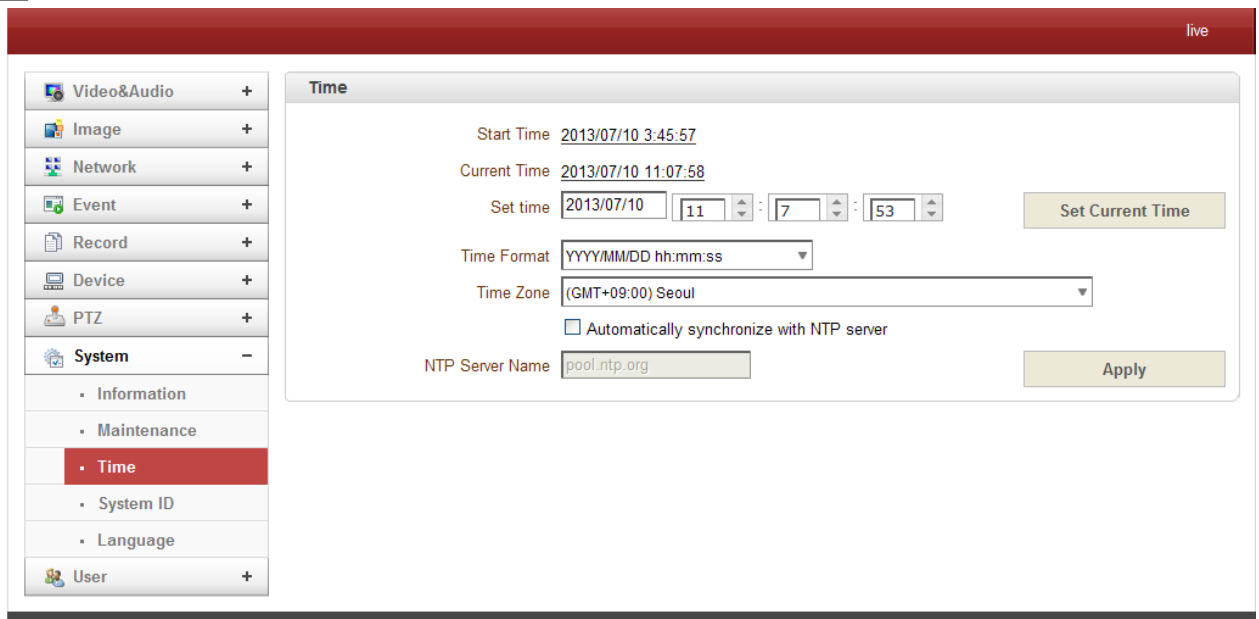 live
Video&Audio +
Image +
Network +
Event +
Record +
Device +
PTZ +
System −
Information
Maintenance
Time
System ID
Language
User +
Time
Start Time 2013/07/10 3:45:57
Current Time 2013/07/10 11:07:58
Set time 2013/07/10 11 : 7 : 53 Set Current Time
Time Format YYYY/MM/DD hh:mm:ss
Time Zone (GMT+09:00) Seoul
Automatically synchronize with NTP server
NTP Server Name pool.ntp.org Apply